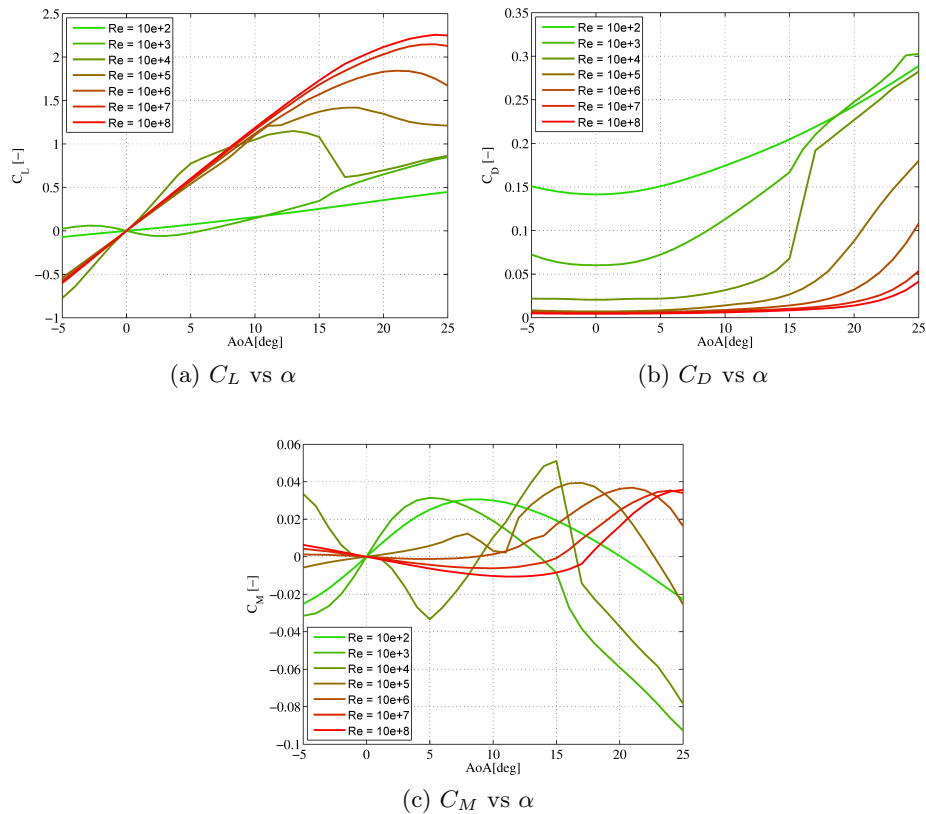 2.5
2
1.5
1
0.5
0
−0.5
−1
−5
0
5
10
15
20
25
C_L [−]
AoA[deg]
Re = 10e+2
Re = 10e+3
Re = 10e+4
Re = 10e+5
Re = 10e+6
Re = 10e+7
Re = 10e+8
(a) C_L vs α
0.35
0.3
0.25
0.2
0.15
0.1
0.05
0
−5
0
5
10
15
20
25
C_D [−]
AoA[deg]
Re = 10e+2
Re = 10e+3
Re = 10e+4
Re = 10e+5
Re = 10e+6
Re = 10e+7
Re = 10e+8
(b) C_D vs α
0.06
0.04
0.02
0
−0.02
−0.04
−0.06
−0.08
−0.1
−5
0
5
10
15
20
25
C_M [−]
AoA[deg]
Re = 10e+2
Re = 10e+3
Re = 10e+4
Re = 10e+5
Re = 10e+6
Re = 10e+7
Re = 10e+8
(c) C_M vs α